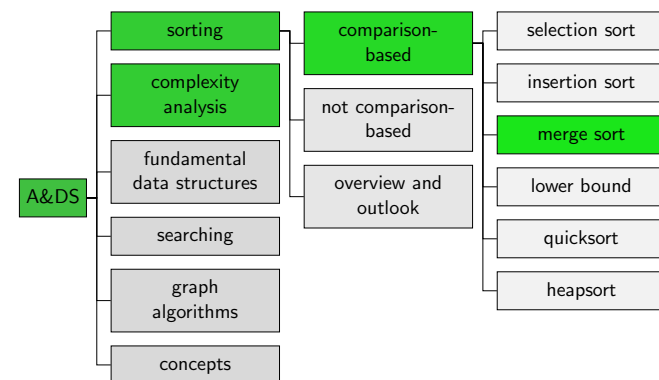 A&DS
sorting
complexity
analysis
fundamental
data structures
searching
graph
algorithms
concepts
comparison-
based
not comparison-
based
overview and
outlook
selection sort
insertion sort
merge sort
lower bound
quicksort
heapsort